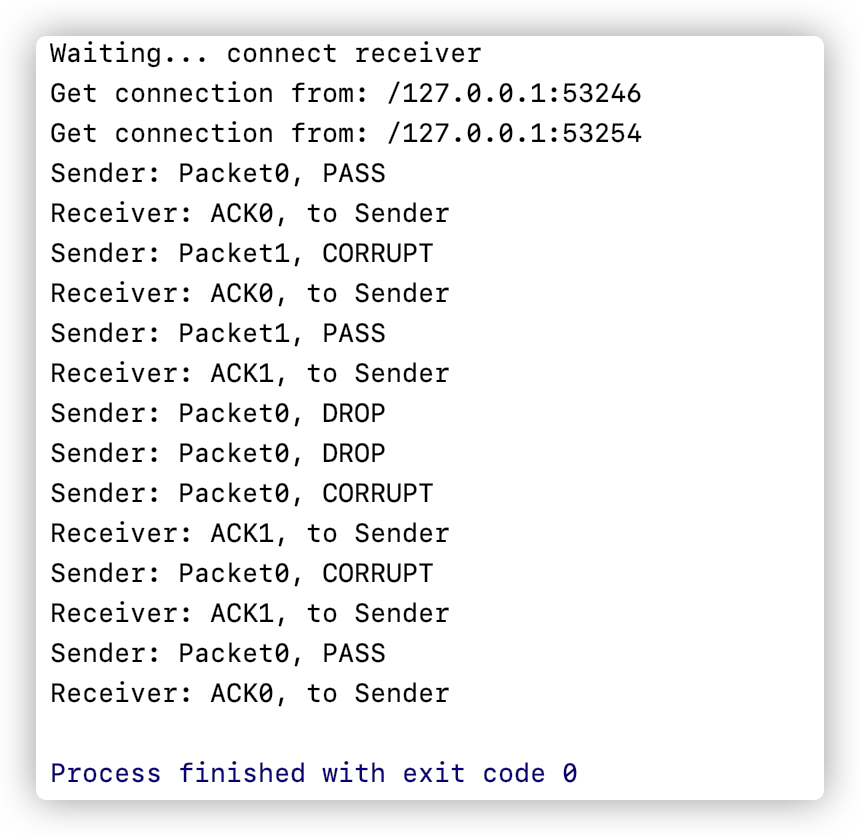 Waiting... connect receiver
Get connection from: /127.0.0.1:53246
Get connection from: /127.0.0.1:53254
Sender: Packet0, PASS
Receiver: ACK0, to Sender
Sender: Packet1, CORRUPT
Receiver: ACK0, to Sender
Sender: Packet1, PASS
Receiver: ACK1, to Sender
Sender: Packet0, DROP
Sender: Packet0, DROP
Sender: Packet0, CORRUPT
Receiver: ACK1, to Sender
Sender: Packet0, CORRUPT
Receiver: ACK1, to Sender
Sender: Packet0, PASS
Receiver: ACK0, to Sender
Process finished with exit code 0